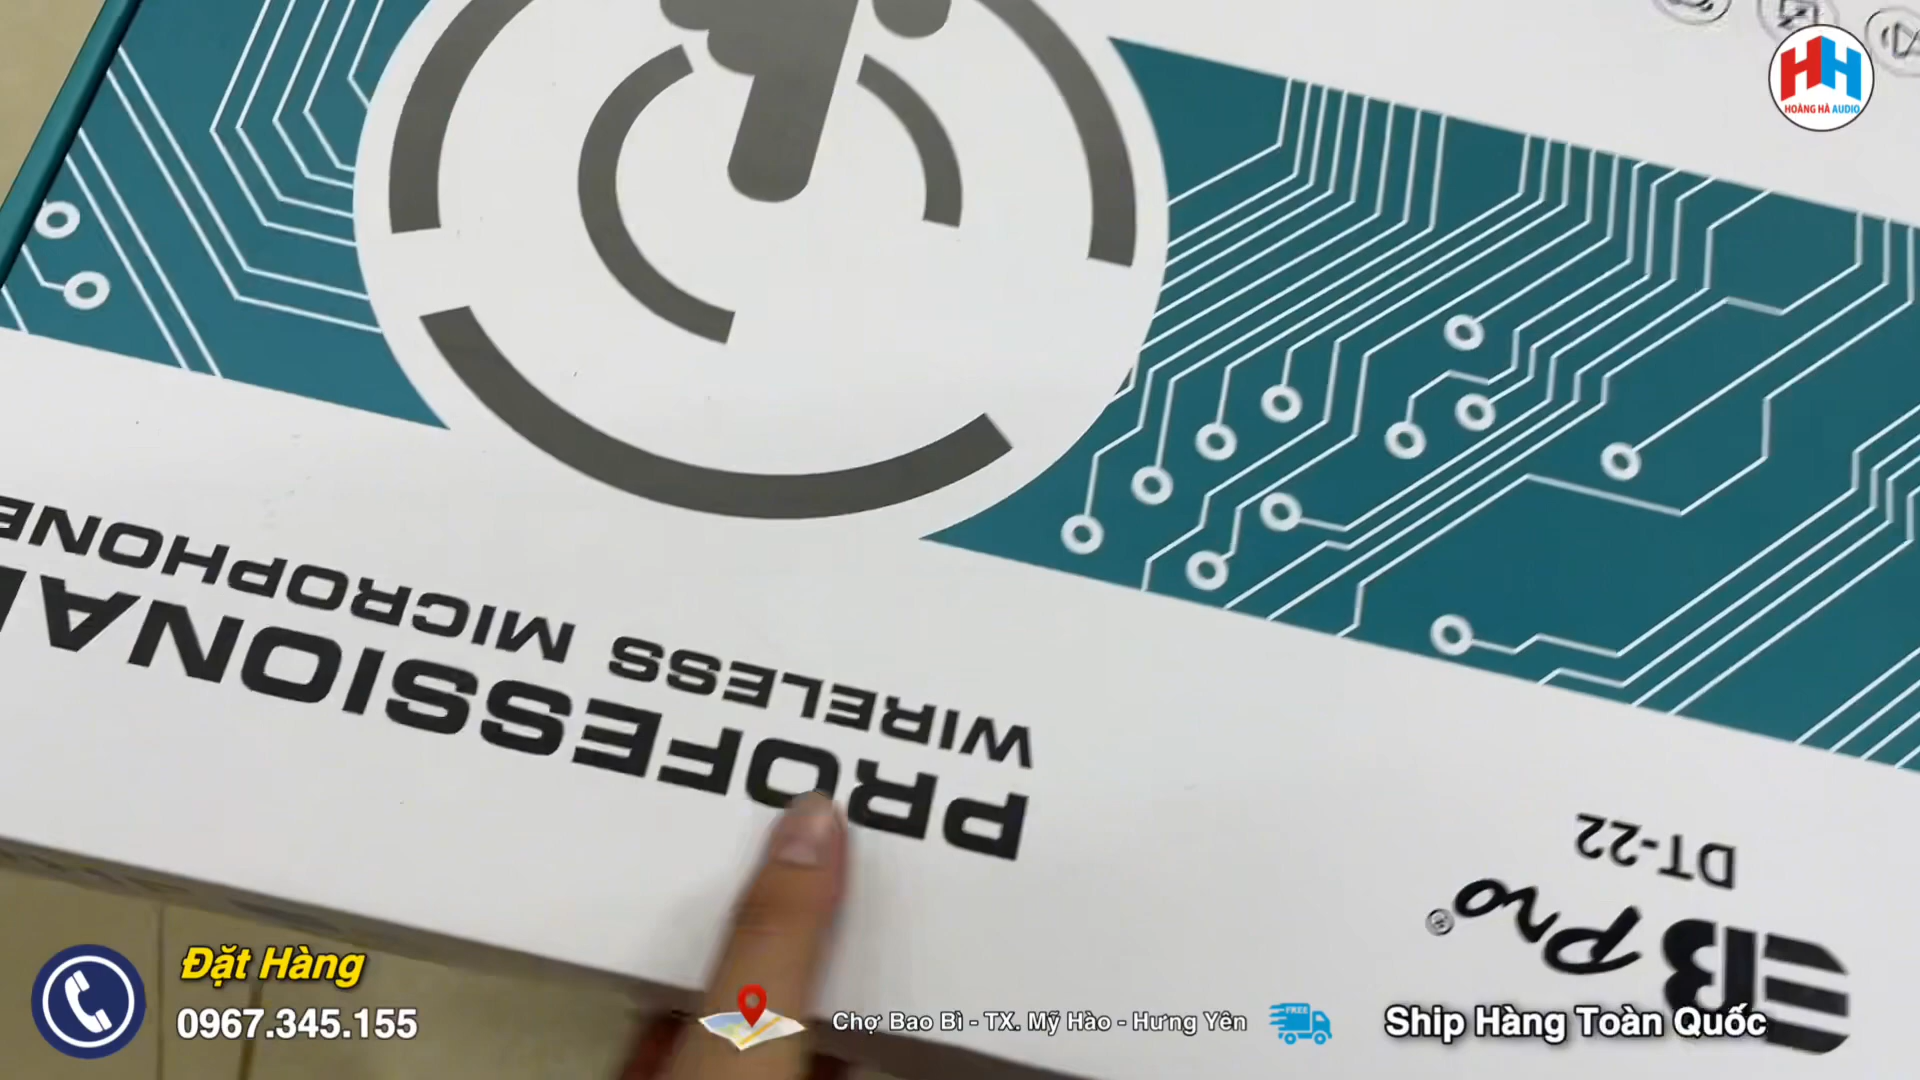 HOÀNG HÀ AUDIO
PROFESSIONAL
WIRELESS MICROPHONE
EB Pro®
DT-22
Đặt Hàng
0967.345.155
Chợ Bao Bì - TX. Mỹ Hào - Hưng Yên
FREE
Ship Hàng Toàn Quốc